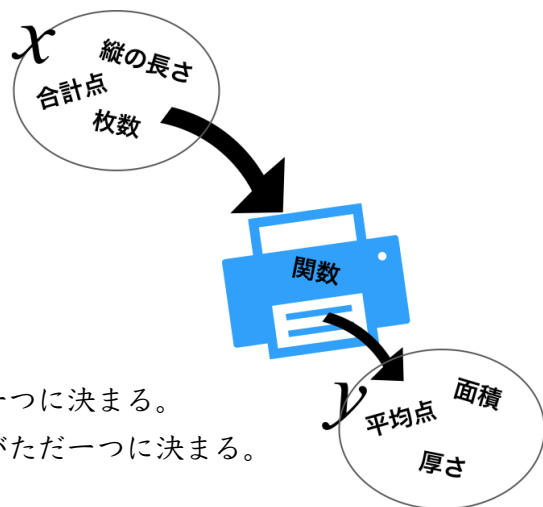 x
縦の長さ
合計点
枚数
関数
y
面積
平均点
厚さ
一つに決まる。
がただ一つに決まる。